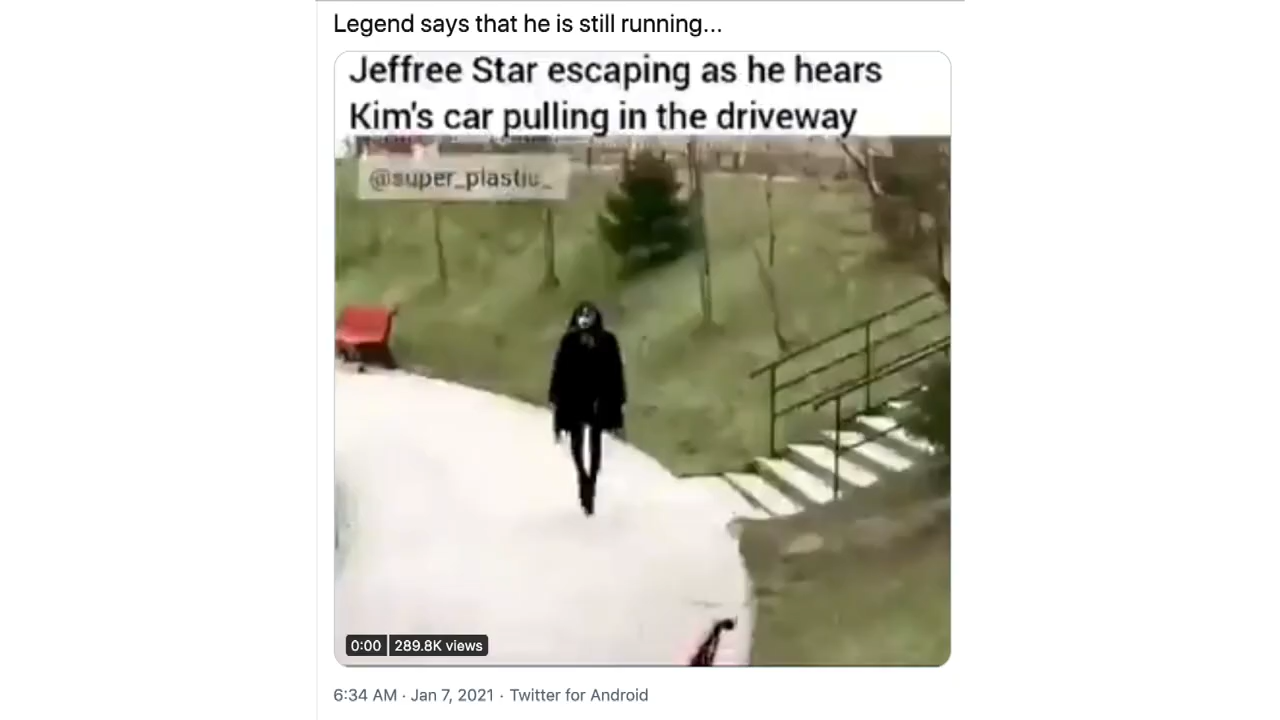 Legend says that he is still running...
Jeffree Star escaping as he hears
Kim's car pulling in the driveway
@super_plastic_
0:00 289.8K views
6:34 AM · Jan 7, 2021 · Twitter for Android